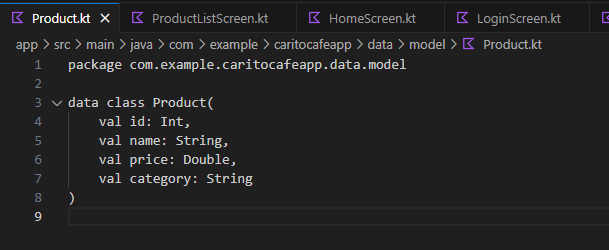 Product.kt ProductListScreen.kt HomeScreen.kt LoginScreen.kt
app > src > main > java > com > example > caritocafeapp > data > model > Product.kt
1 package com.example.caritocafeapp.data.model
2
3 data class Product(
4     val id: Int,
5     val name: String,
6     val price: Double,
7     val category: String
8 )
9